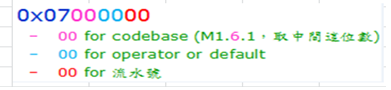 0x07000000
- 00 for codebase (M1.6.1，取中間這位數)
- 00 for operator or default
- 00 for 流水號